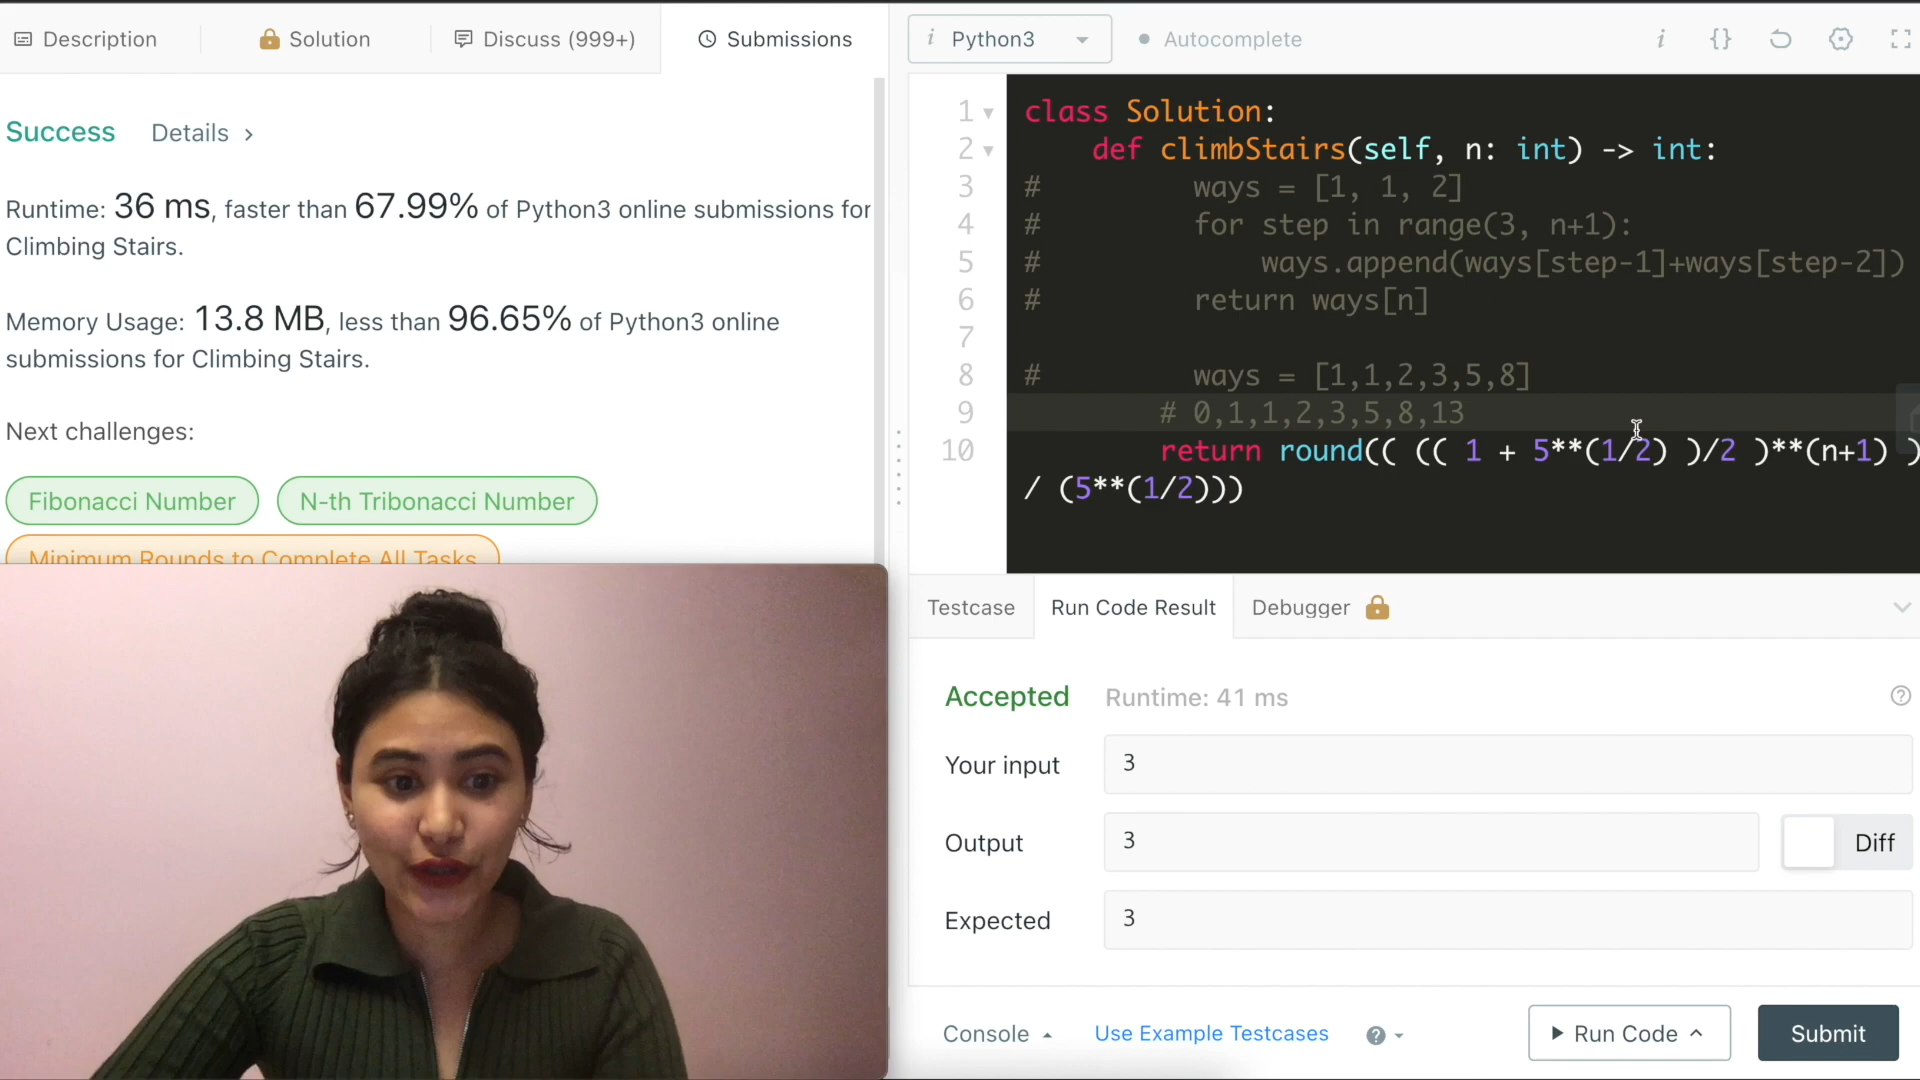 Description
Solution
Discuss (999+)
Submissions
Success Details >
Runtime: 36 ms, faster than 67.99% of Python3 online submissions for
Climbing Stairs.
Memory Usage: 13.8 MB, less than 96.65% of Python3 online
submissions for Climbing Stairs.
Next challenges:
Fibonacci Number
N-th Tribonacci Number
Minimum Rounds to Complete All Tasks
i Python3
Autocomplete
i {}
1 class Solution:
2 def climbStairs(self, n: int) -> int:
3 # ways = [1, 1, 2]
4 # for step in range(3, n+1):
5 # ways.append(ways[step-1]+ways[step-2])
6 # return ways[n]
7
8 # ways = [1,1,2,3,5,8]
9 # 0,1,1,2,3,5,8,13
10 return round(( (( 1 + 5**(1/2) )/2 )**(n+1) )
/ (5**(1/2)))
Testcase
Run Code Result
Debugger
Accepted Runtime: 41 ms
?
Your input 3
Output 3
Diff
Expected 3
Console
Use Example Testcases
?
Run Code
Submit